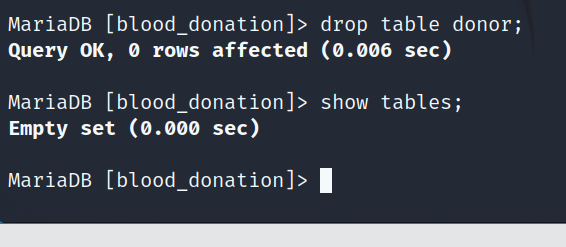 MariaDB [blood_donation]> drop table donor;
Query OK, 0 rows affected (0.006 sec)
MariaDB [blood_donation]> show tables;
Empty set (0.000 sec)
MariaDB [blood_donation]>